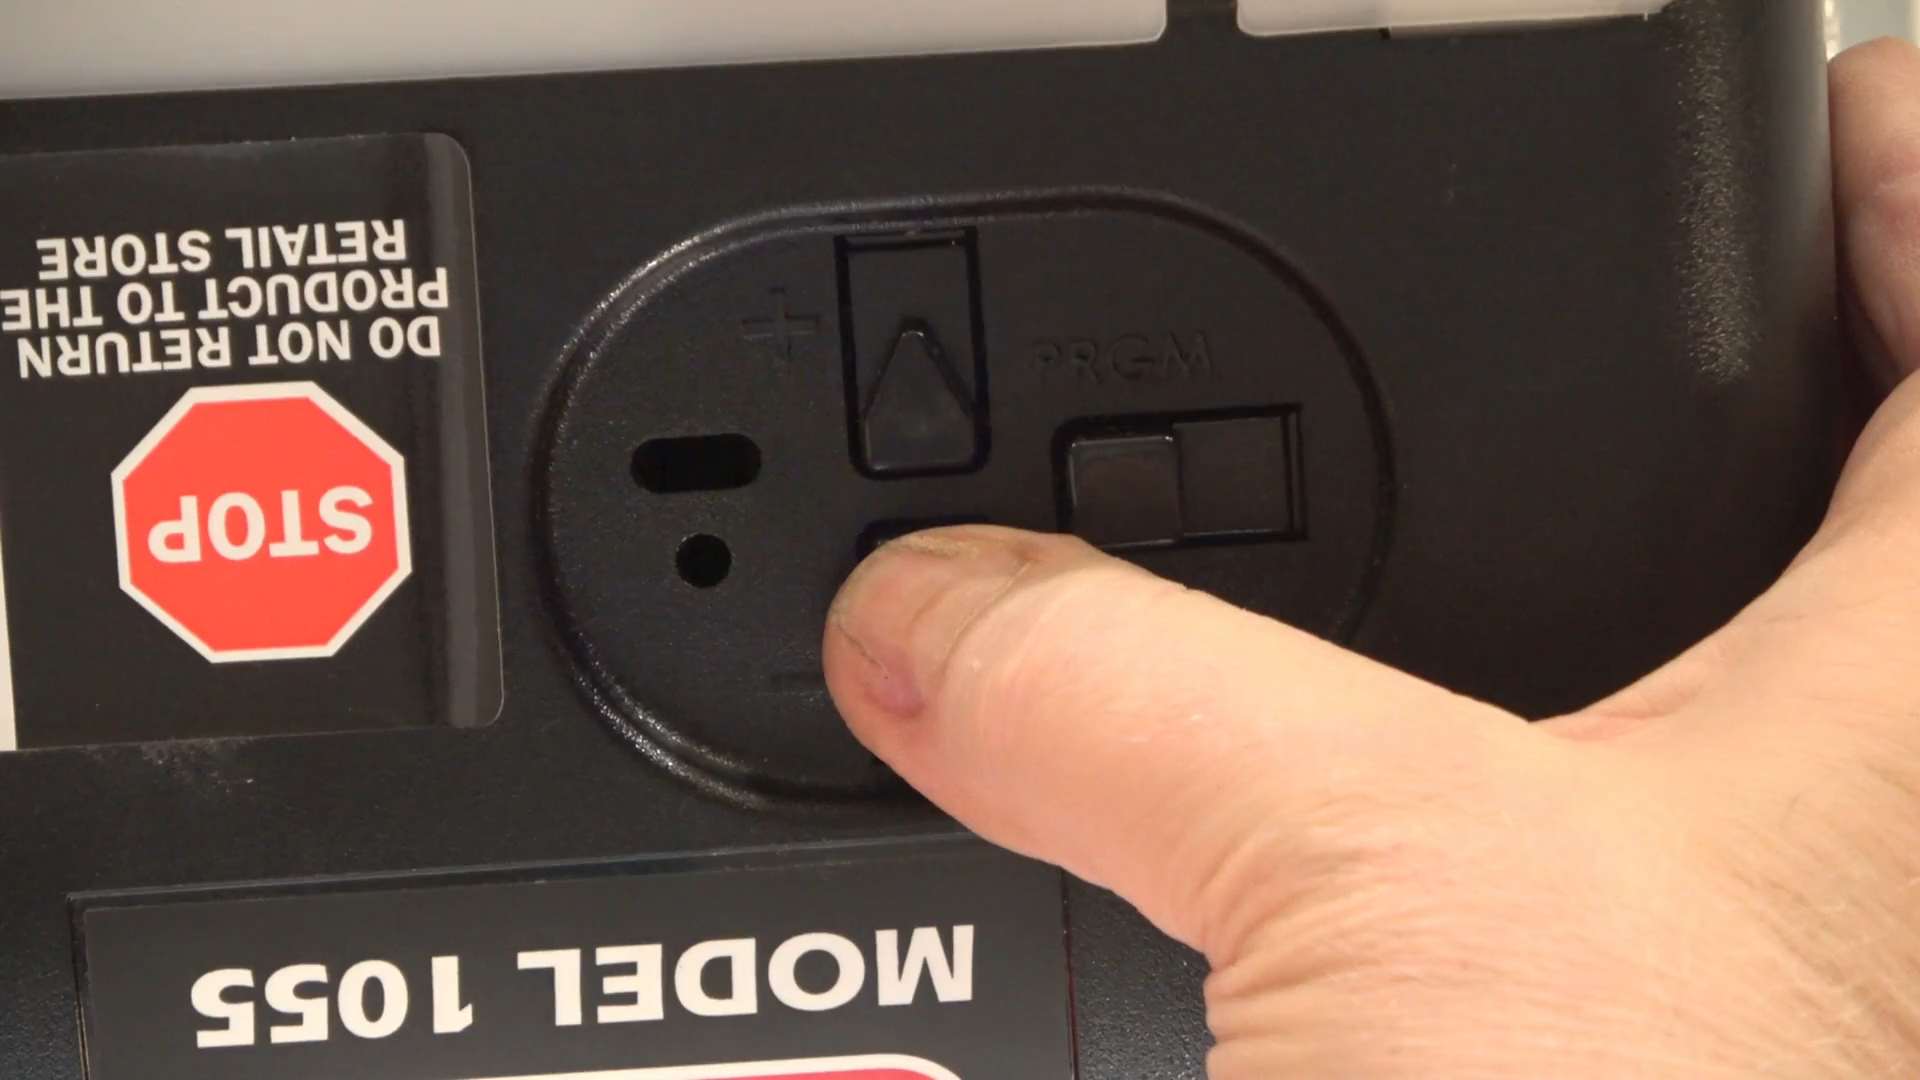 STOP
DO NOT RETURN
PRODUCT TO THE
RETAIL STORE
+
PRGM
-
MODEL 1055